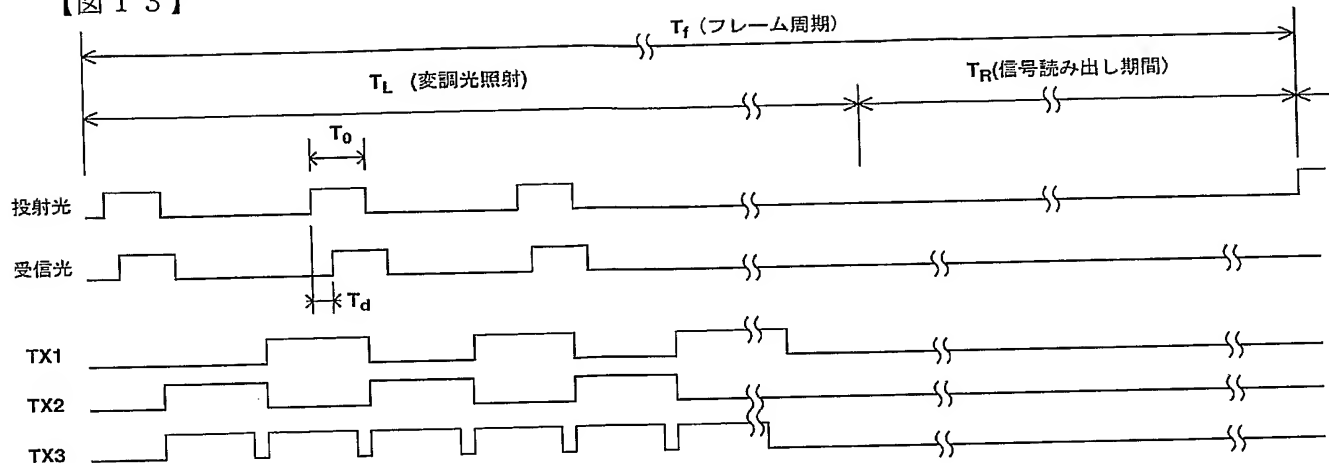 【図１３】
Tf (フレーム周期)
TL (変調光照射)
TR(信号読み出し期間)
T0
投射光
受信光
Td
TX1
TX2
TX3